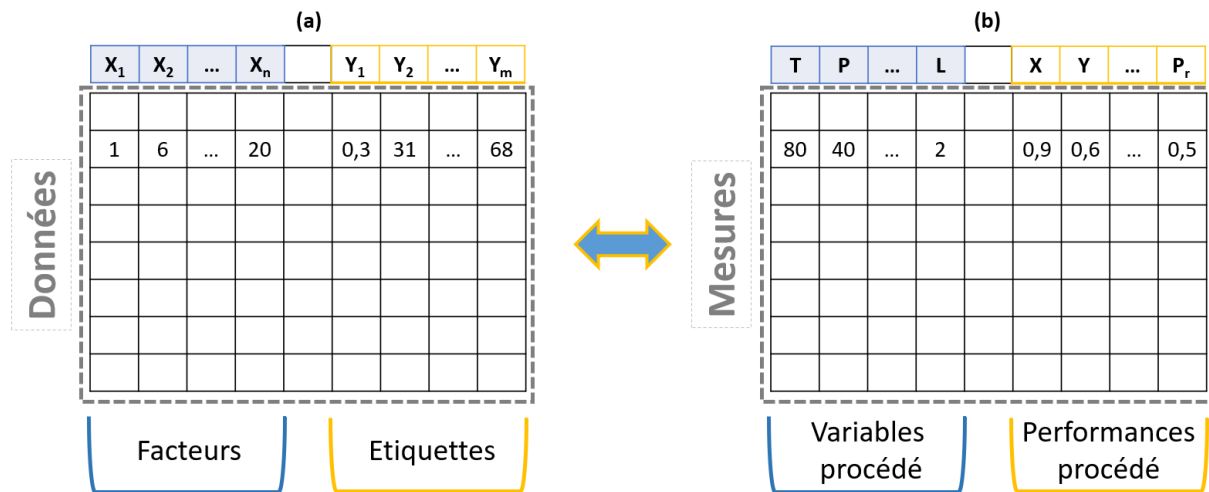 (a)
X₁ X₂ ... Xₙ Y₁ Y₂ ... Yₘ
1 6 ... 20 0,3 31 ... 68
Données
Facteurs
Etiquettes
(b)
T P ... L X Y ... Pᵣ
80 40 ... 2 0,9 0,6 ... 0,5
Mesures
Variables
procédé
Performances
procédé